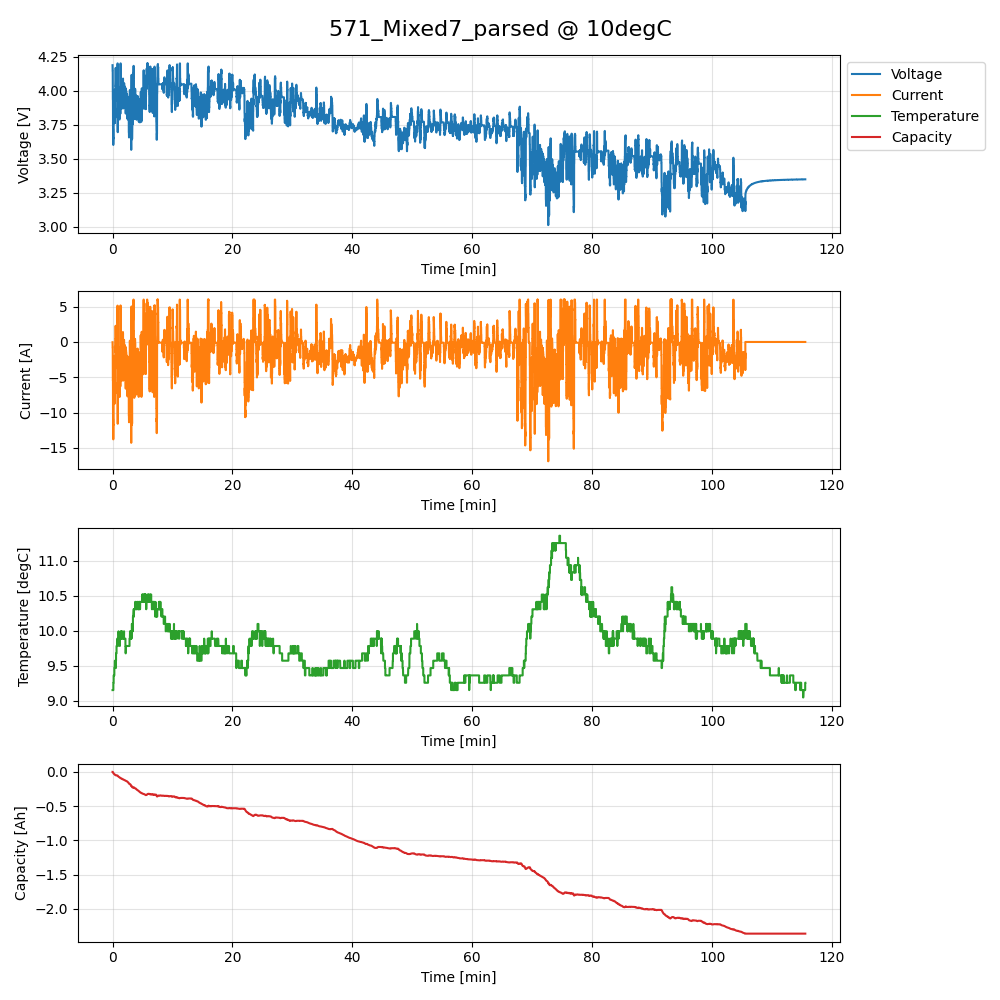 571_Mixed7_parsed @ 10degC
4.25
4.00
3.75
3.50
3.25
3.00
Voltage [V]
0 20 40 60 80 100 120
Time [min]
Voltage
Current
Temperature
Capacity
5
0
−5
−10
−15
Current [A]
0 20 40 60 80 100 120
Time [min]
11.0
10.5
10.0
9.5
9.0
Temperature [degC]
0 20 40 60 80 100 120
Time [min]
0.0
−0.5
−1.0
−1.5
−2.0
Capacity [Ah]
0 20 40 60 80 100 120
Time [min]